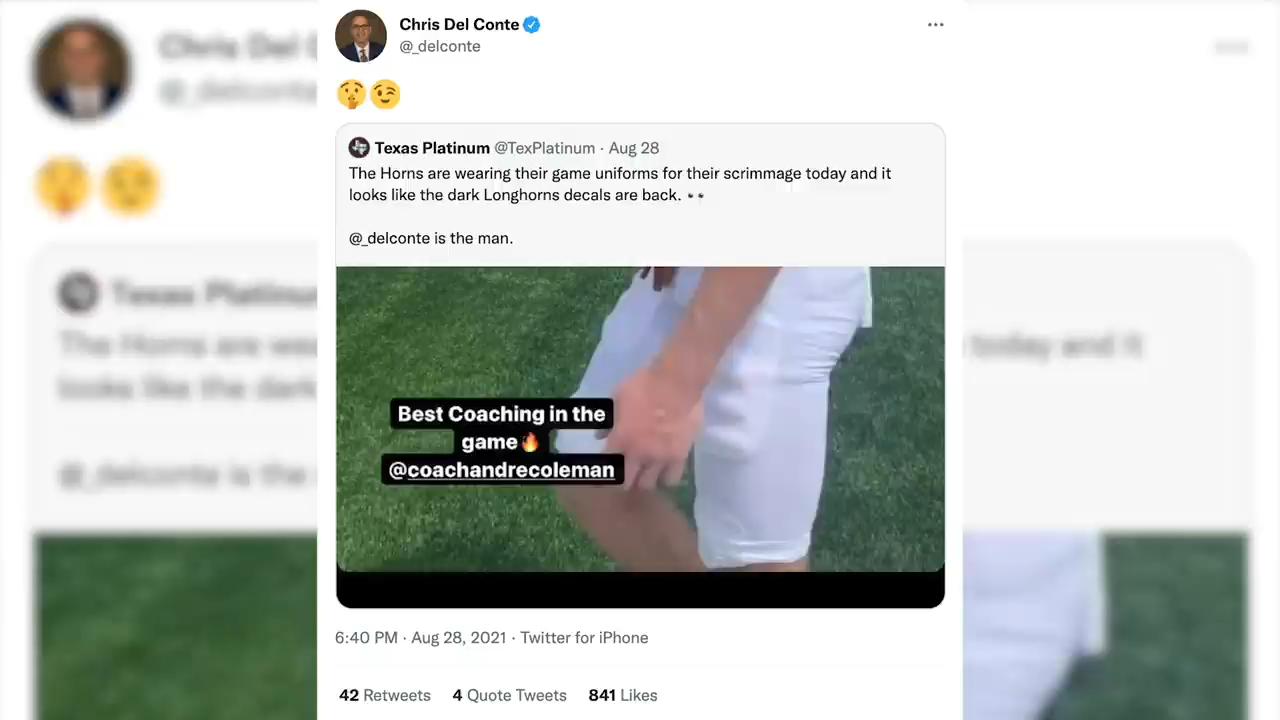 Chris Del Conte
@_delconte
🤫😉
Texas Platinum @TexPlatinum · Aug 28
The Horns are wearing their game uniforms for their scrimmage today and it
looks like the dark Longhorns decals are back. 👀
@_delconte is the man.
Best Coaching in the
game🔥
@coachandrecoleman
6:40 PM · Aug 28, 2021 · Twitter for iPhone
42 Retweets 4 Quote Tweets 841 Likes